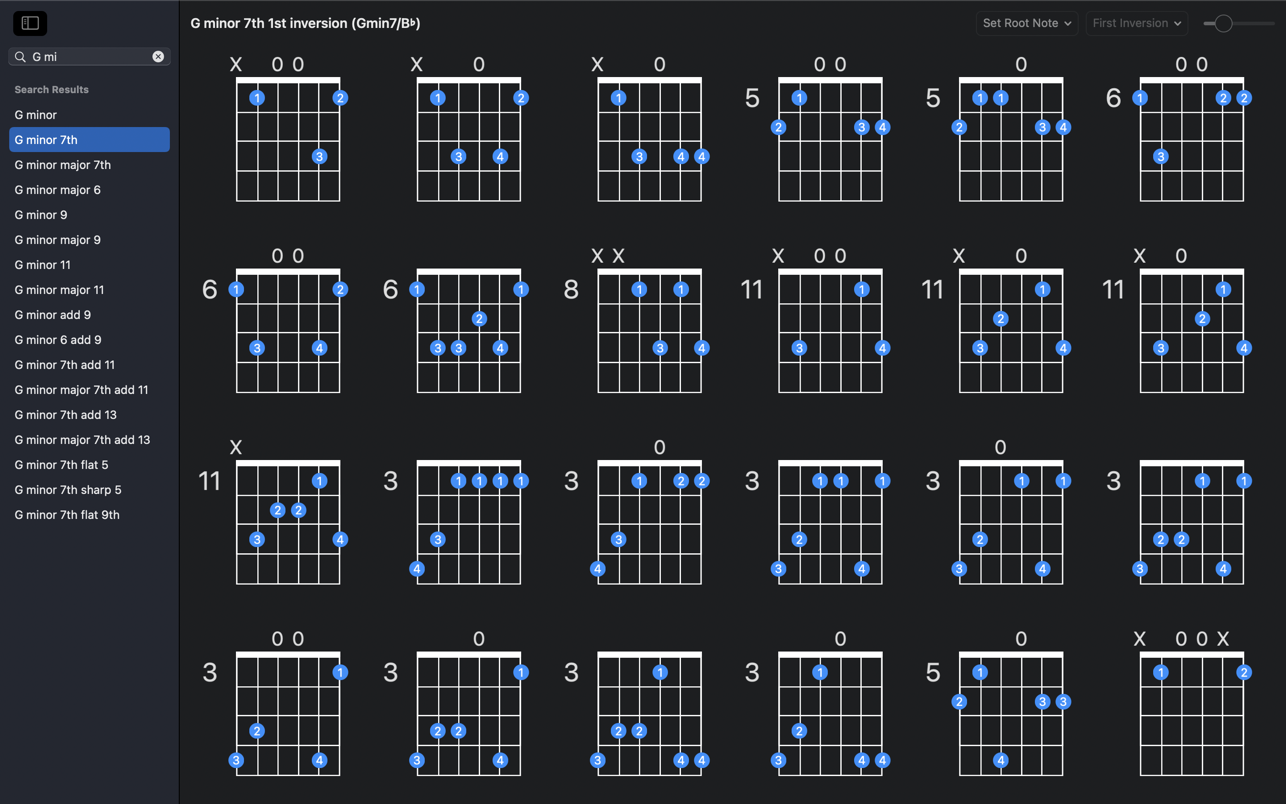 G minor 7th 1st inversion (Gmin7/B♭)
Set Root Note
First Inversion
G mi
Search Results
G minor
G minor 7th
G minor major 7th
G minor major 6
G minor 9
G minor major 9
G minor 11
G minor major 11
G minor add 9
G minor 6 add 9
G minor 7th add 11
G minor major 7th add 11
G minor 7th add 13
G minor major 7th add 13
G minor 7th flat 5
G minor 7th sharp 5
G minor 7th flat 9th
X 0 0
1 2
3
X 0
1 2
3 4
X 0
1
3 4 4
0 0
5 1
2 3 4
0
5 1 1
2 3 4
0 0
6 1 2 2
3
0 0
6 1 2
3 4
6 1 1
2
3 3 4
X X
8 1 1
3 4
X 0 0
11 1
3 4
X 0
11 1
2
3 4
X 0
11 1
2
3 4
X
11 1
2 2
3 4
3 1 1 1 1
3
4
0
3 1 2 2
3
4
3 1 1 1
2
3 4
0
3 1 1
2
3 4
3 1 1
2 2
3 4
0 0
3 1
2
3 4
0
3 1
2 2
3 4
3 1
2 2
3 4 4
0
3 1
2
3 4 4
0
5 1
2 3 3
4
X 0 0 X
1 2